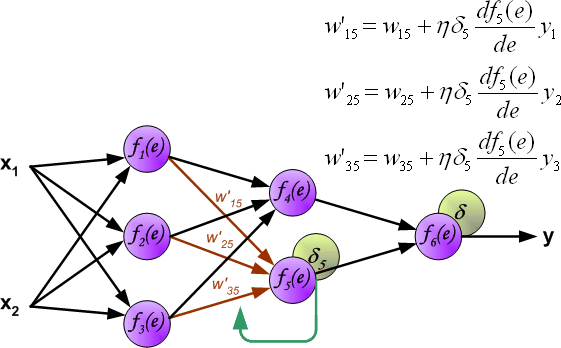 w'₁₅ = w₁₅ + ηδ₅ df₅(e)/de y₁
w'₂₅ = w₂₅ + ηδ₅ df₅(e)/de y₂
w'₃₅ = w₃₅ + ηδ₅ df₅(e)/de y₃
x₁
x₂
f₁(e)
f₂(e)
f₃(e)
w'₁₅
w'₂₅
w'₃₅
f₄(e)
f₅(e)
δ₅
f₆(e)
δ
y